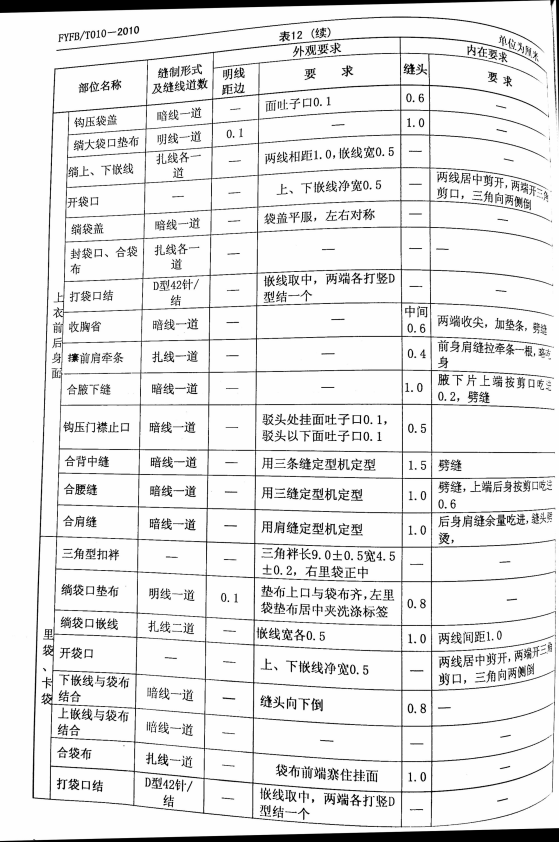 FYFB/T010—2010
表12 (续)
单位为厘米
部位名称 缝制形式及缝线道数 外观要求 内在要求
明线距边 要 求 缝头 要 求
上衣前后身面
钩压袋盖 暗线一道 — 面吐子口0.1 0.6 —
绱大袋口垫布 明线一道 0.1 — 1.0 —
绱上、下嵌线 扎线各一道 — 两线相距1.0,嵌线宽0.5 — —
开袋口 — — 上、下嵌线净宽0.5 — 两线居中剪开,两端开三角剪口,三角向两侧倒
绱袋盖 暗线一道 — 袋盖平服,左右对称 — —
封袋口、合袋布 扎线各一道 — — — —
打袋口结 D型42针/结 — 嵌线取中,两端各打竖D型结一个 — —
收胸省 暗线一道 — — 中间0.6 两端收尖,加垫条,劈缝
前肩牵条 扎线一道 — — 0.4 前身肩缝拉牵条一根,身
合腋下缝 暗线一道 — — 1.0 腋下片上端按剪口吃进0.2,劈缝
钩压门襟止口 暗线一道 — 驳头处挂面吐子口0.1,驳头以下面吐子口0.1 0.5
合背中缝 暗线一道 — 用三条缝定型机定型 1.5 劈缝
合腰缝 暗线一道 — 用三缝定型机定型 1.0 劈缝,上端后身按剪口吃进0.6
合肩缝 暗线一道 — 用肩缝定型机定型 1.0 后身肩缝余量吃进,缝头劈烫,
里袋、卡袋
三角型扣袢 — — 三角袢长9.0±0.5宽4.5±0.2,右里袋正中 — —
绱袋口垫布 明线一道 0.1 垫布上口与袋布齐,左里袋垫布居中夹洗涤标签 0.8 —
绱袋口嵌线 扎线二道 — 嵌线宽各0.5 1.0 两线间距1.0
开袋口 — — 上、下嵌线净宽0.5 — 两线居中剪开,两端开三角剪口,三角向两侧倒
下嵌线与袋布结合 暗线一道 — 缝头向下倒 0.8 —
上嵌线与袋布结合 暗线一道 — — — —
合袋布 扎线一道 — 袋布前端塞住挂面 1.0 —
打袋口结 D型42针/结 — 嵌线取中,两端各打竖D型结一个 — —